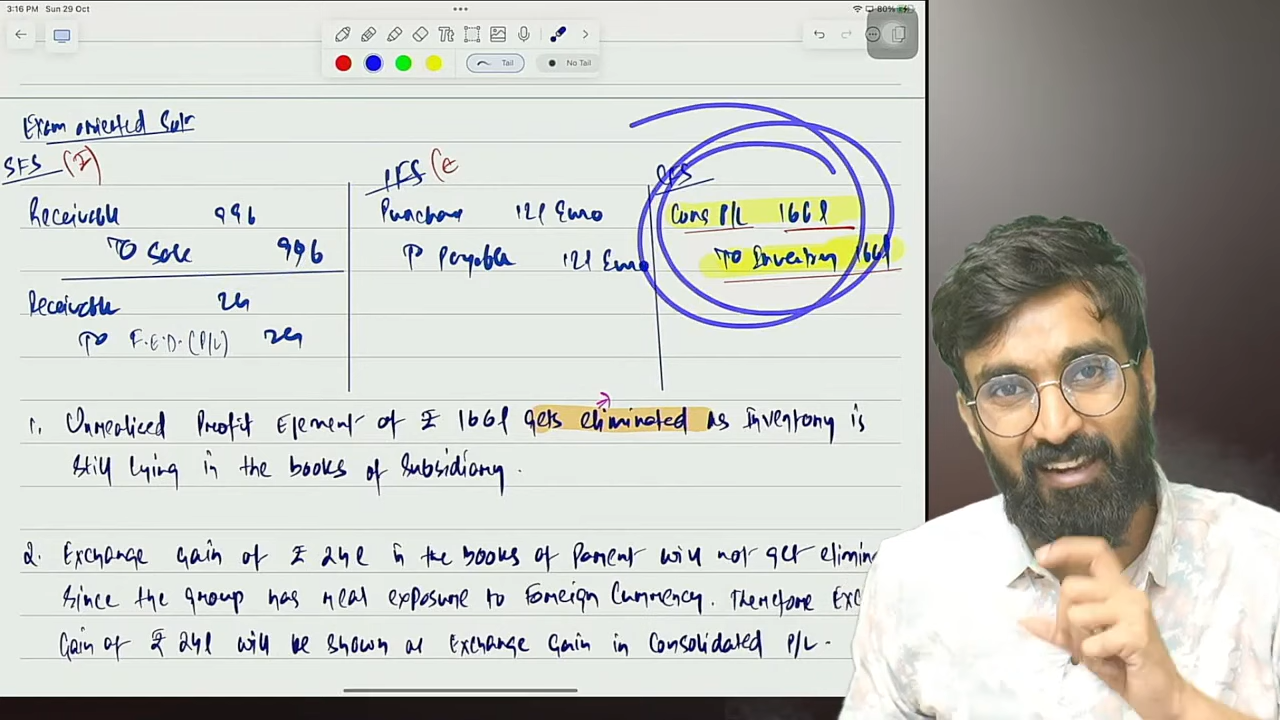 3:16 PM Sun 29 Oct
80%
Tail
No Tail
Exam oriented Soln
SFS (I)
Receivable 996
To Sale 996
Receivable 24
To F.E.D. (P/L) 24
(€
Purchase 12l Euro
To Payable 12l Euro
Cons P/L 166l
To Inventory 166l
1. Unrealised Profit Element of ₹ 166l gets eliminated as Inventory is
still lying in the books of Subsidiary.
2. Exchange gain of ₹ 24l in the books of Parent will not get elimin
since the group has real exposure to Foreign Currency. Therefore Exc
Gain of ₹ 24l will be shown as Exchange Gain in Consolidated P/L.